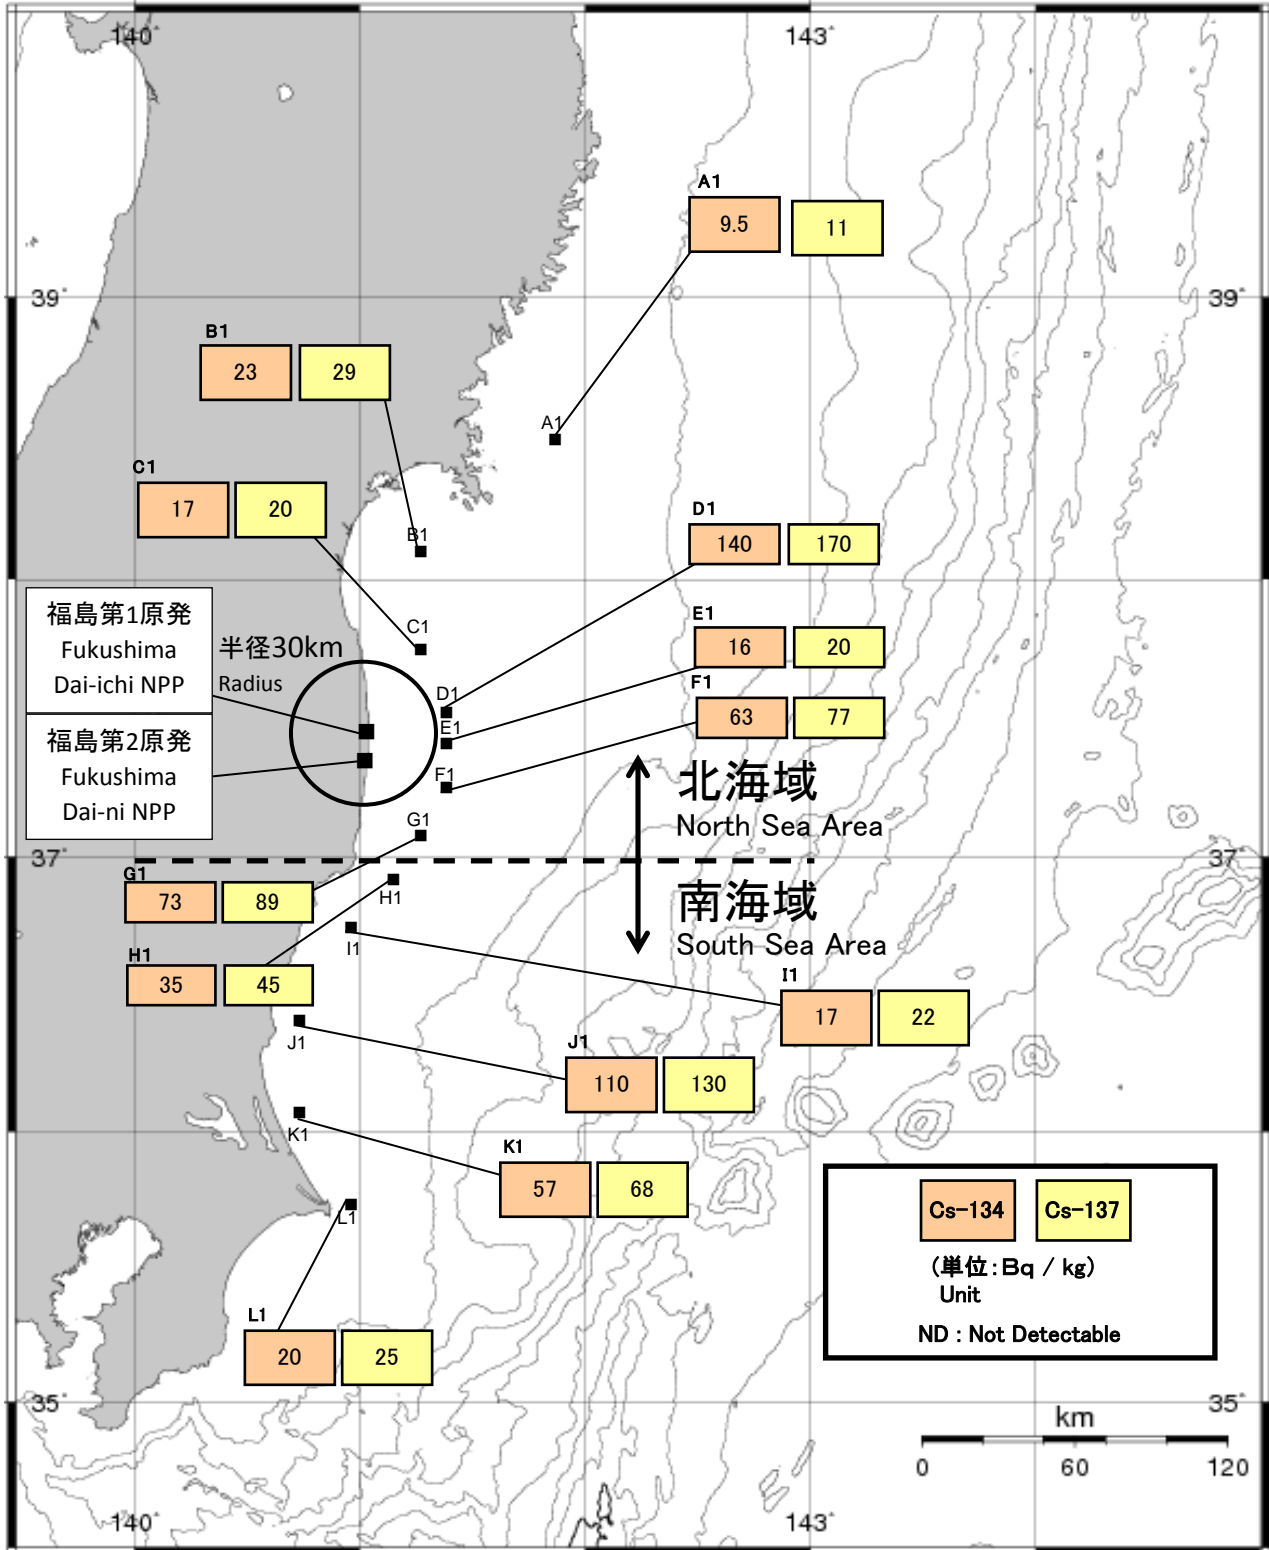 140°
143°
A1
9.5
11
39°
39°
B1
23
29
A1
C1
17
20
D1
140
170
B1
福島第1原発
Fukushima
Dai-ichi NPP
半径30km
Radius
C1
E1
16
20
F1
63
77
D1
E1
福島第2原発
Fukushima
Dai-ni NPP
F1
北海域
North Sea Area
G1
37°
37°
G1
73
89
H1
南海域
South Sea Area
I1
H1
35
45
I1
17
22
J1
J1
110
130
K1
K1
57
68
L1
Cs-134
Cs-137
(単位:Bq / kg)
Unit
ND : Not Detectable
L1
20
25
35°
35°
km
0
60
120
140°
143°